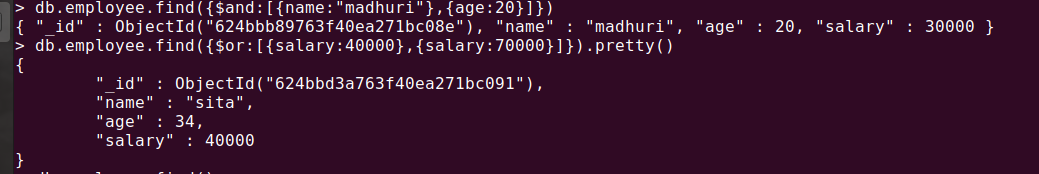 > db.employee.find({$and:[{name:"madhuri"},{age:20}]})
{ "_id" : ObjectId("624bbb89763f40ea271bc08e"), "name" : "madhuri", "age" : 20, "salary" : 30000 }
> db.employee.find({$or:[{salary:40000},{salary:70000}]}).pretty()
{
        "_id" : ObjectId("624bbd3a763f40ea271bc091"),
        "name" : "sita",
        "age" : 34,
        "salary" : 40000
}